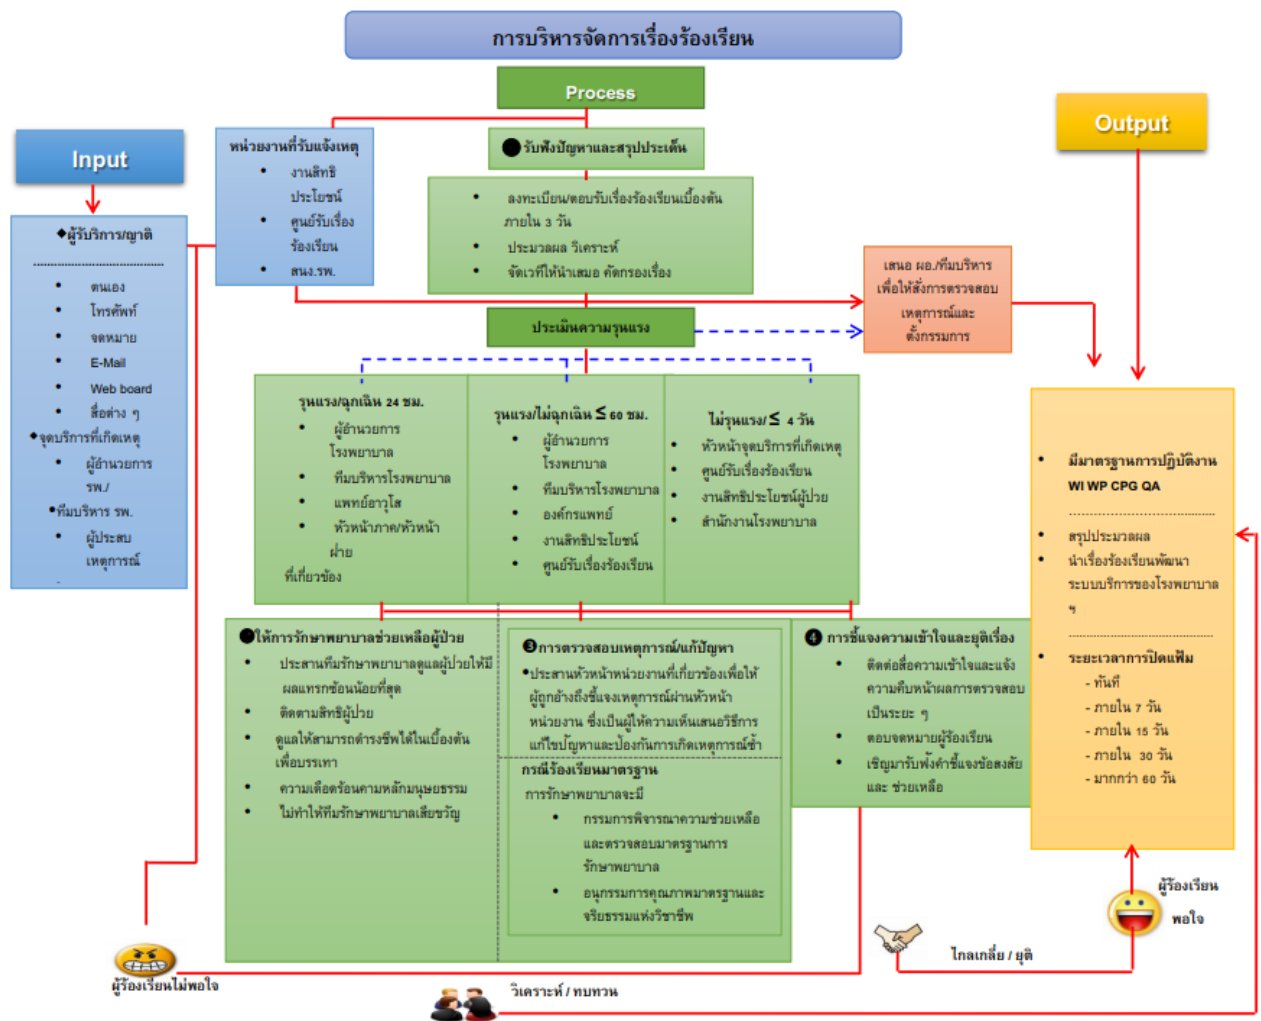 การบริหารจัดการเรื่องร้องเรียน
Process
Input
Output
หน่วยงานที่รับแจ้งเหตุ
• งานสิทธิ
ประโยชน์
• ศูนย์รับเรื่อง
ร้องเรียน
• สนง.รพ.
รับฟังปัญหาและสรุปประเด็น
• ลงทะเบียน/ตอบรับเรื่องร้องเรียนเบื้องต้น
ภายใน 3 วัน
• ประมวลผล วิเคราะห์
• จัดเวทีให้นำเสมอ คัดกรองเรื่อง
◆ผู้รับริการ/ญาติ
• ตนเอง
• โทรศัพท์
• จดหมาย
• E-Mail
• Web board
• สื่อต่าง ๆ
◆จุดบริการที่เกิดเหตุ
• ผู้อำนวยการ
รพ./
•ทีมบริหาร รพ.
• ผู้ประสบ
เหตุการณ์
เสนอ ผอ./ทีมบริหาร
เพื่อให้สั่งการตรวจสอบ
เหตุการณ์และ
ตั้งกรรมการ
ประเมินความรุนแรง
รุนแรง/ฉุกเฉิน 24 ชม.
• ผู้อำนวยการ
โรงพยาบาล
• ทีมบริหารโรงพยาบาล
• แพทย์อาวุโส
• หัวหน้าภาค/หัวหน้า
ฝ่าย
ที่เกี่ยวข้อง
รุนแรง/ไม่ฉุกเฉิน ≤ 60 ชม.
• ผู้อำนวยการ
โรงพยาบาล
• ทีมบริหารโรงพยาบาล
• องค์กรแพทย์
• งานสิทธิประโยชน์
• ศูนย์รับเรื่องร้องเรียน
ไม่รุนแรง/≤ 4 วัน
• หัวหน้าจุดบริการที่เกิดเหตุ
• ศูนย์รับเรื่องร้องเรียน
• งานสิทธิประโยชน์ผู้ป่วย
• สำนักงานโรงพยาบาล
ให้การรักษาพยาบาลช่วยเหลือผู้ป่วย
• ประสานทีมรักษาพยาบาลดูแลผู้ป่วยให้มี
ผลแทรกซ้อนน้อยที่สุด
• ติดตามสิทธิผู้ป่วย
• ดูแลให้สามารถดำรงชีพได้ในเบื้องต้น
เพื่อบรรเทา
• ความเดือดร้อนตามหลักมนุษยธรรม
• ไม่ทำให้ทีมรักษาพยาบาลเสียขวัญ
❸การตรวจสอบเหตุการณ์/แก้ปัญหา
•ประสานหัวหน้าหน่วยงานที่เกี่ยวข้องเพื่อให้
ผู้ถูกอ้างถึงชี้แจงเหตุการณ์ผ่านหัวหน้า
หน่วยงาน ซึ่งเป็นผู้ให้ความเห็นเสนอวิธีการ
แก้ไขปัญหาและป้องกันการเกิดเหตุการณ์ซ้ำ
กรณีร้องเรียนมาตรฐาน
การรักษาพยาบาลจะมี
• กรรมการพิจารณาความช่วยเหลือ
และตรวจสอบมาตรฐานการ
รักษาพยาบาล
• อนุกรรมการคุณภาพมาตรฐานและ
จริยธรรมแห่งวิชาชีพ
❹ การชี้แจงความเข้าใจและยุติเรื่อง
• ติดต่อสื่อความเข้าใจและแจ้ง
ความคืบหน้าผลการตรวจสอบ
เป็นระยะ ๆ
• ตอบจดหมายผู้ร้องเรียน
• เชิญมารับฟังคำชี้แจงข้อสงสัย
และ ช่วยเหลือ
• มีมาตรฐานการปฏิบัติงาน
WI WP CPG QA
• สรุปประมวลผล
• นำเรื่องร้องเรียนพัฒนา
ระบบบริการของโรงพยาบาล
ฯ
• ระยะเวลาการปิดแฟ้ม
- ทันที
- ภายใน 7 วัน
- ภายใน 15 วัน
- ภายใน 30 วัน
- มากกว่า 60 วัน
ผู้ร้องเรียน
พอใจ
ไกลเกลี่ย / ยุติ
ผู้ร้องเรียนไม่พอใจ
วิเคราะห์ / ทบทวน